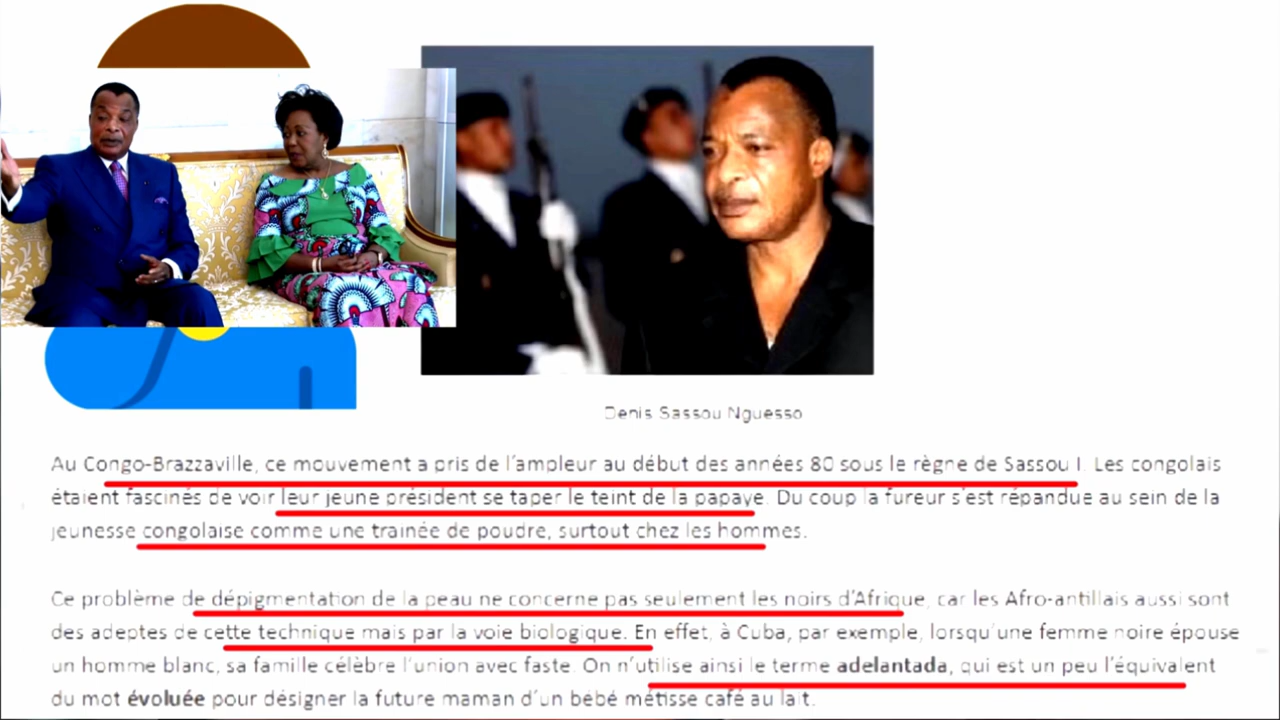 Denis Sassou Nguesso
Au Congo-Brazzaville, ce mouvement a pris de l'ampleur au début des années 80 sous le règne de Sassou I. Les congolais
étaient fascinés de voir leur jeune président se taper le teint de la papaye. Du coup la fureur s'est répandue au sein de la
jeunesse congolaise comme une trainée de poudre, surtout chez les hommes.
Ce problème de dépigmentation de la peau ne concerne pas seulement les noirs d'Afrique, car les Afro-antillais aussi sont
des adeptes de cette technique mais par la voie biologique. En effet, à Cuba, par exemple, lorsqu'une femme noire épouse
un homme blanc, sa famille célèbre l'union avec faste. On n'utilise ainsi le terme adelantada, qui est un peu l'équivalent
du mot évoluée pour désigner la future maman d'un bébé métisse café au lait.